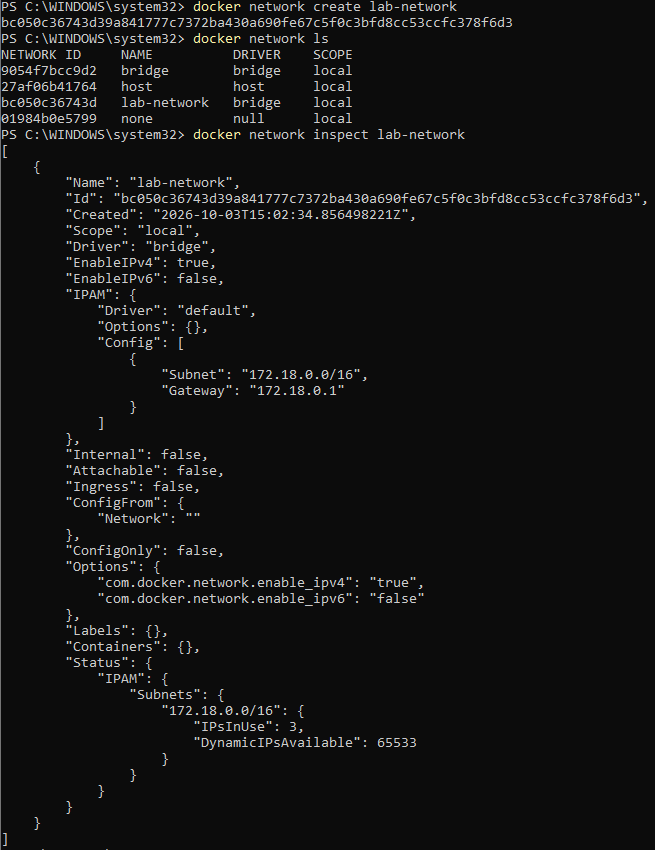 PS C:\WINDOWS\system32> docker network create lab-network
bc050c36743d39a841777c7372ba430a690fe67c5f0c3bfd8cc53ccfc378f6d3
PS C:\WINDOWS\system32> docker network ls
NETWORK ID     NAME          DRIVER    SCOPE
9054f7bcc9d2   bridge        bridge    local
27af06b41764   host          host      local
bc050c36743d   lab-network   bridge    local
01984b0e5799   none          null      local
PS C:\WINDOWS\system32> docker network inspect lab-network
[
    {
        "Name": "lab-network",
        "Id": "bc050c36743d39a841777c7372ba430a690fe67c5f0c3bfd8cc53ccfc378f6d3",
        "Created": "2026-10-03T15:02:34.856498221Z",
        "Scope": "local",
        "Driver": "bridge",
        "EnableIPv4": true,
        "EnableIPv6": false,
        "IPAM": {
            "Driver": "default",
            "Options": {},
            "Config": [
                {
                    "Subnet": "172.18.0.0/16",
                    "Gateway": "172.18.0.1"
                }
            ]
        },
        "Internal": false,
        "Attachable": false,
        "Ingress": false,
        "ConfigFrom": {
            "Network": ""
        },
        "ConfigOnly": false,
        "Options": {
            "com.docker.network.enable_ipv4": "true",
            "com.docker.network.enable_ipv6": "false"
        },
        "Labels": {},
        "Containers": {},
        "Status": {
            "IPAM": {
                "Subnets": {
                    "172.18.0.0/16": {
                        "IPsInUse": 3,
                        "DynamicIPsAvailable": 65533
                    }
                }
            }
        }
    }
]